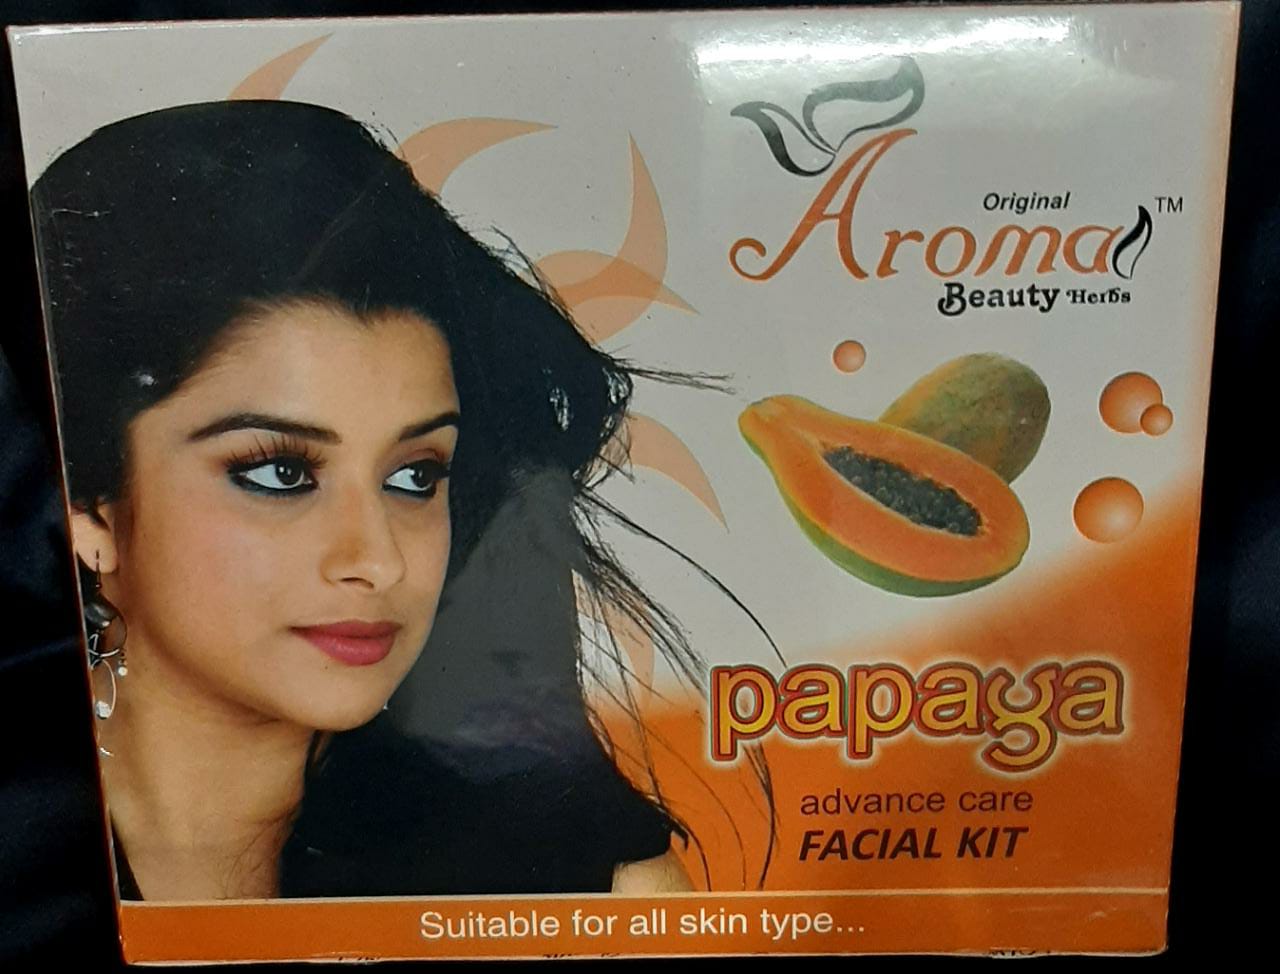 Original
Aroma TM
Beauty Herbs
papaya
advance care
FACIAL KIT
Suitable for all skin type...